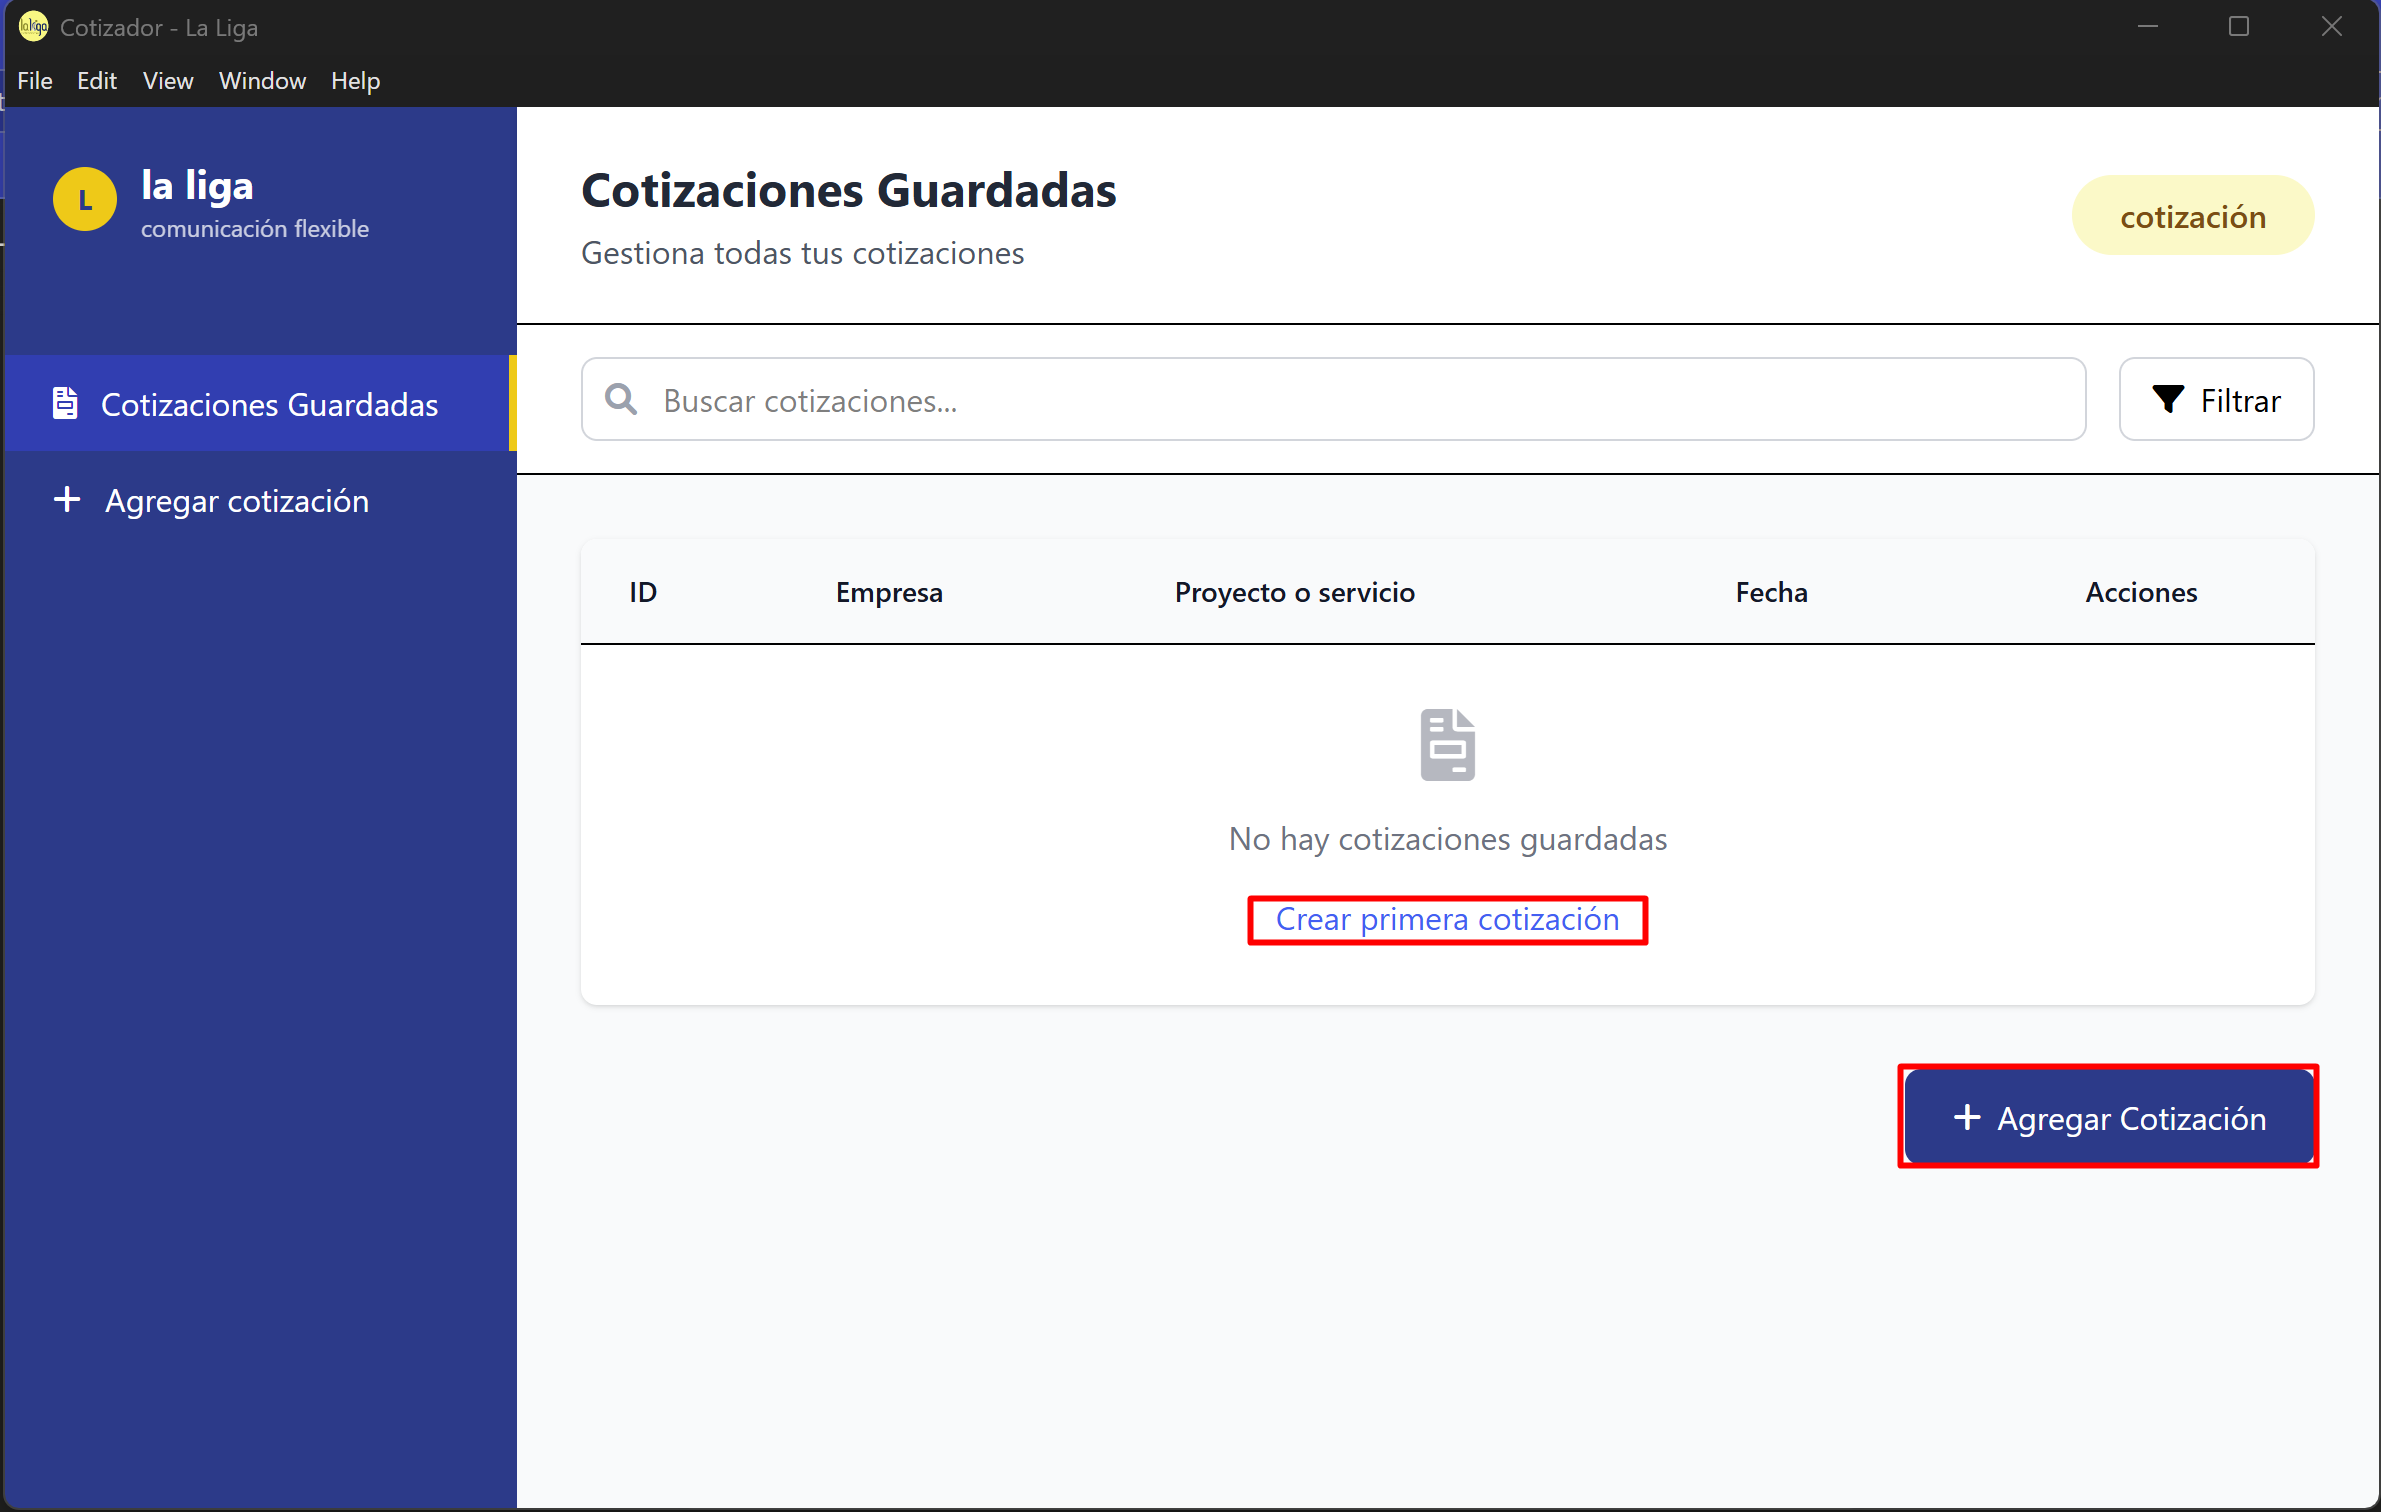 Cotizador - La Liga
File Edit View Window Help
L
la liga
comunicación flexible
Cotizaciones Guardadas
Agregar cotización
Cotizaciones Guardadas
Gestiona todas tus cotizaciones
cotización
Buscar cotizaciones...
Filtrar
ID Empresa Proyecto o servicio Fecha Acciones
No hay cotizaciones guardadas
Crear primera cotización
+ Agregar Cotización